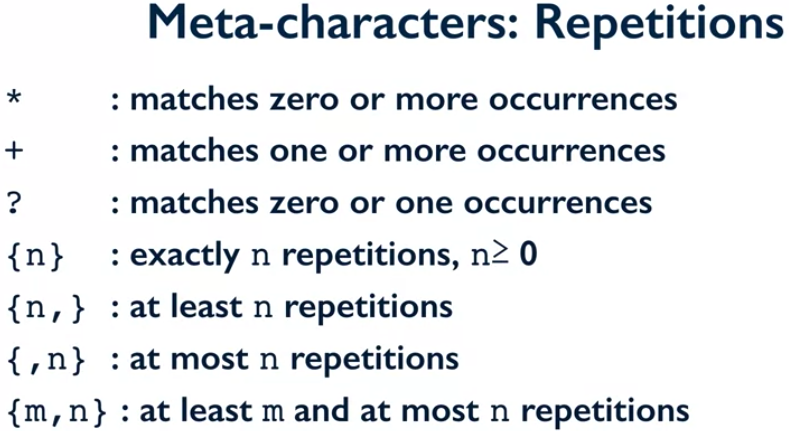 Meta-characters: Repetitions
* : matches zero or more occurrences
+ : matches one or more occurrences
? : matches zero or one occurrences
{n} : exactly n repetitions, n≥ 0
{n,} : at least n repetitions
{,n} : at most n repetitions
{m,n} : at least m and at most n repetitions